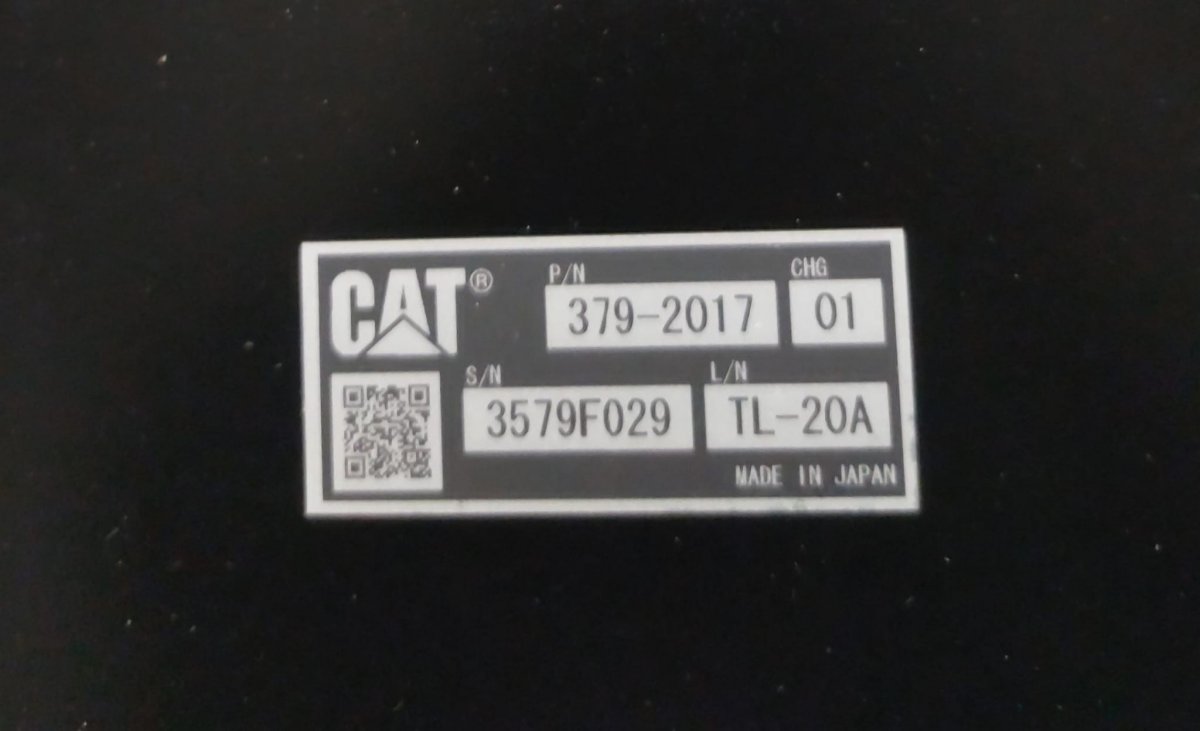 CAT®
P/N CHG
379-2017 01
S/N L/N
3579F029 TL-20A
MADE IN JAPAN